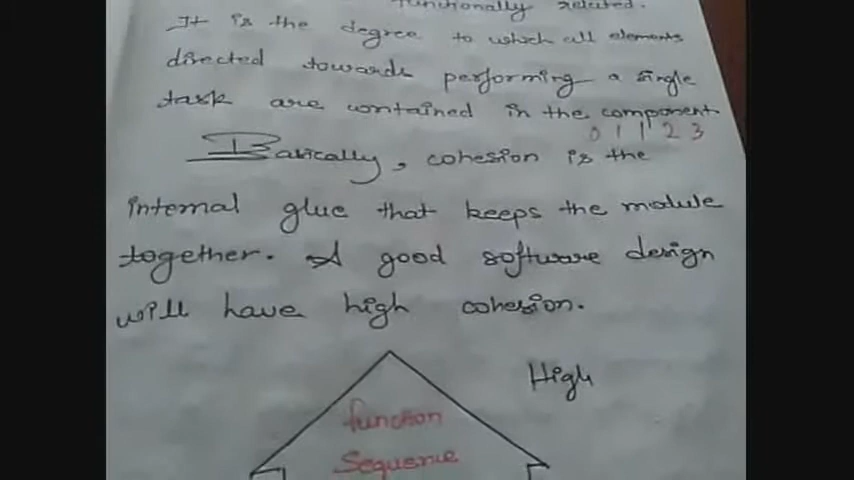 functionally related.
It is the degree to which all elements
directed towards performing a single
task are contained in the component
0 1 1 2 3
Basically, cohesion is the
internal glue that keeps the module
together. A good software design
will have high cohesion.
High
function
Sequence